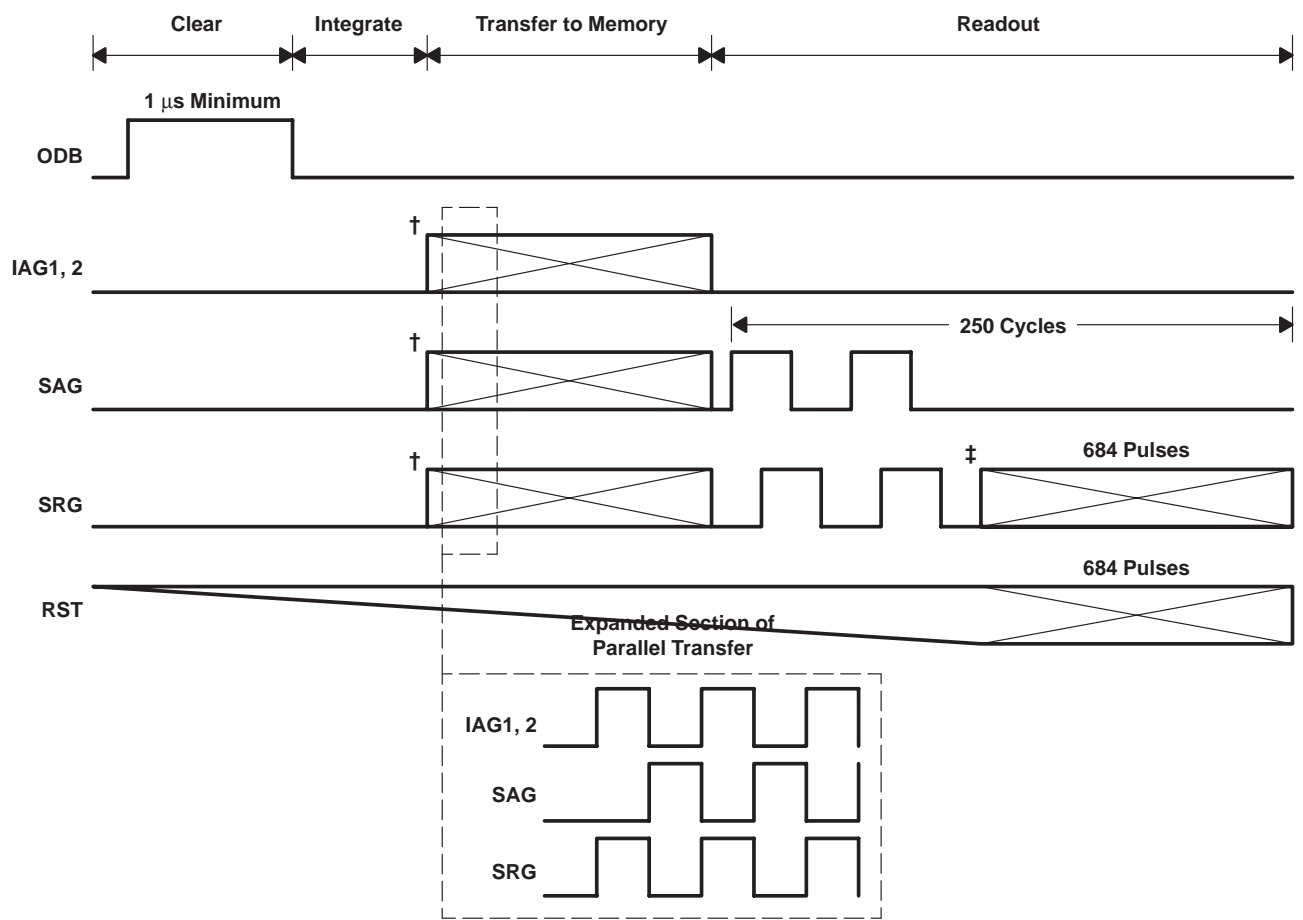 Clear Integrate Transfer to Memory Readout
1 μs Minimum
ODB
†
IAG1, 2
250 Cycles
†
SAG
† ‡ 684 Pulses
SRG
684 Pulses
RST
Expanded Section of
Parallel Transfer
IAG1, 2
SAG
SRG